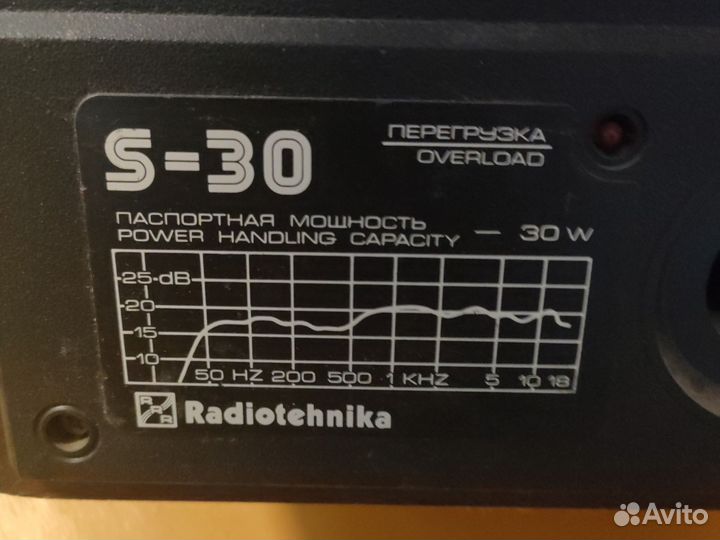 S-30
ПЕРЕГРУЗКА
OVERLOAD
ПАСПОРТНАЯ МОЩНОСТЬ
POWER HANDLING CAPACITY — 30 W
25 dB
20
15
10
50 HZ 200 500 1 KHZ 5 10 18
RRR Radiotehnika
Avito